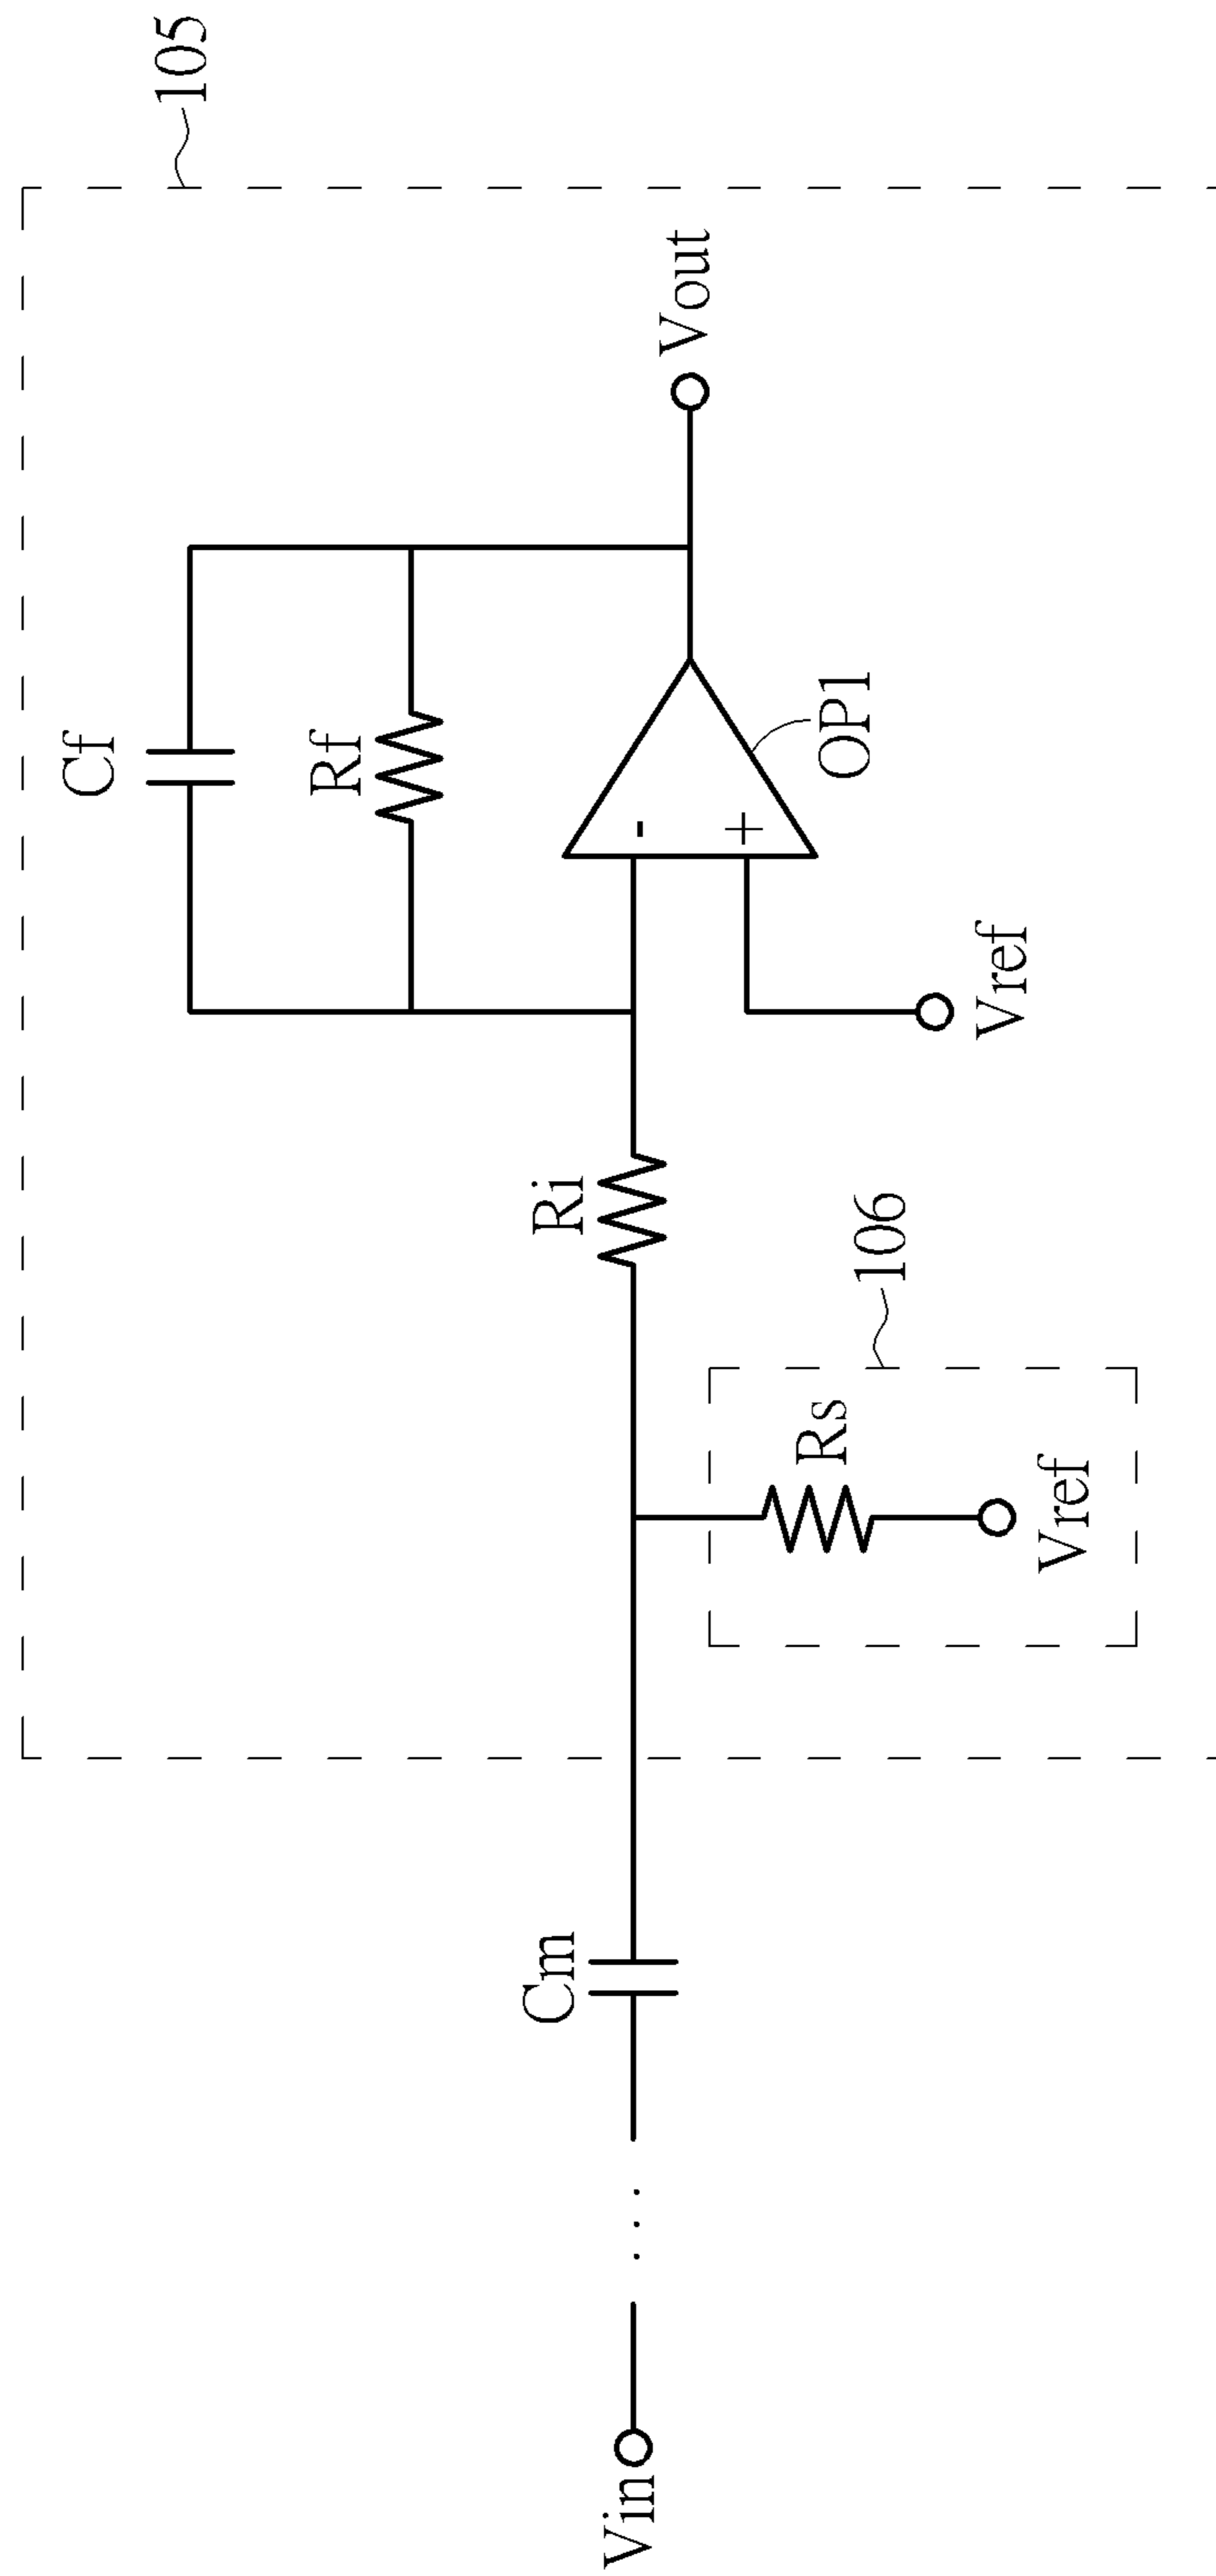 105
Cf
Rf
Vout
-
+
OP1
Ri
Vref
106
Rs
Vref
Cm
Vin